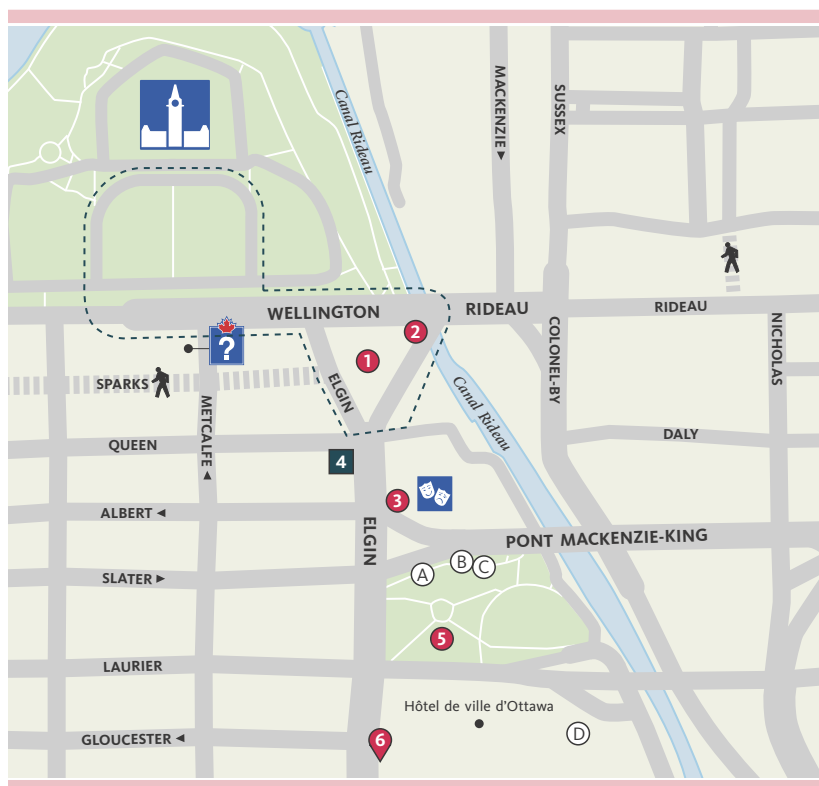 Canal Rideau
MACKENZIE
SUSSEX
WELLINGTON
RIDEAU
RIDEAU
2
?
1
SPARKS
ELGIN
METCALFE
Canal Rideau
COLONEL-BY
NICHOLAS
QUEEN
4
DALY
3
ALBERT
ELGIN
PONT MACKENZIE-KING
SLATER
A
B
C
5
LAURIER
Hôtel de ville d'Ottawa
GLOUCESTER
6
D